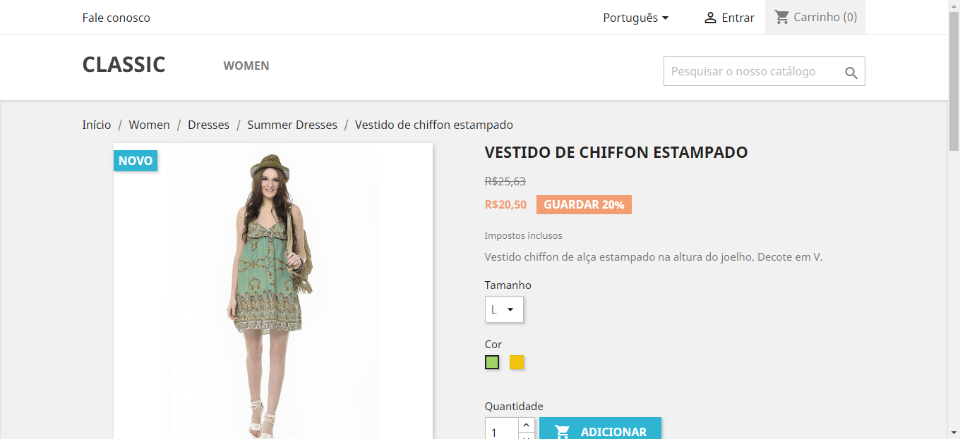 Fale conosco
Português
Entrar
Carrinho (0)
CLASSIC
WOMEN
Pesquisar o nosso catálogo
Início / Women / Dresses / Summer Dresses / Vestido de chiffon estampado
NOVO
VESTIDO DE CHIFFON ESTAMPADO
R$25,63
R$20,50 GUARDAR 20%
Impostos inclusos
Vestido chiffon de alça estampado na altura do joelho. Decote em V.
Tamanho
L
Cor
Quantidade
1
ADICIONAR